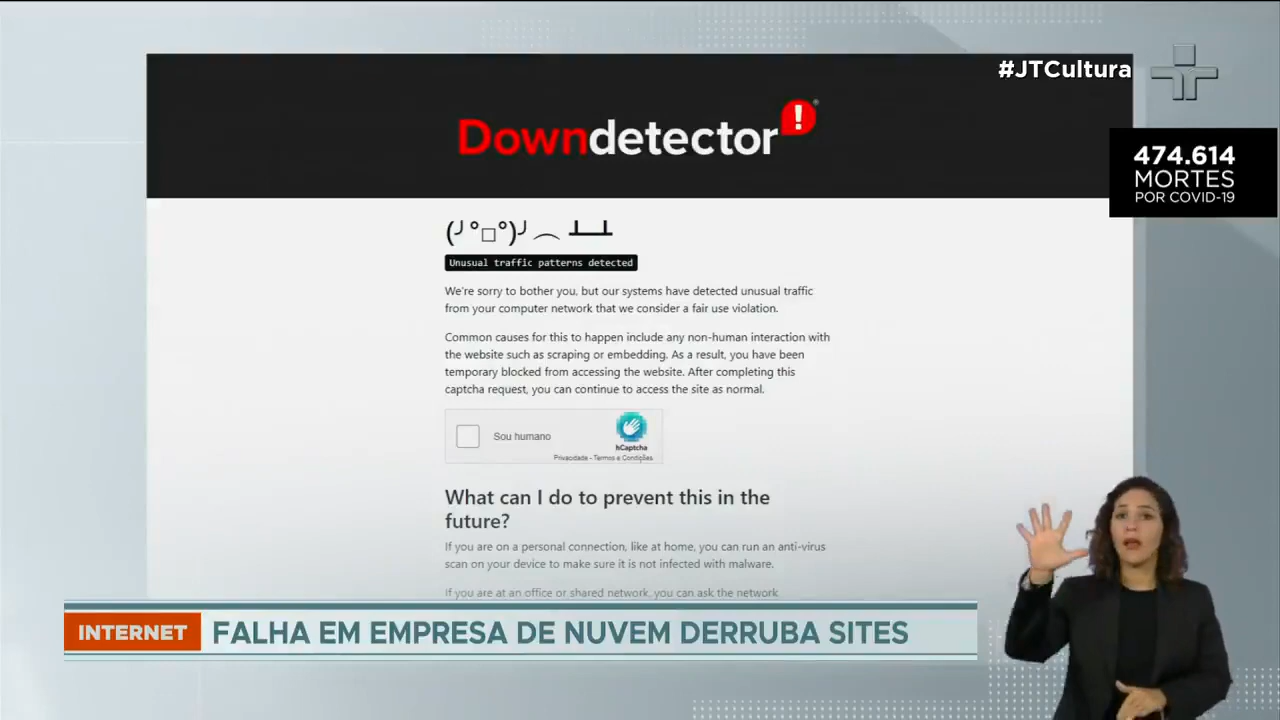 #JTCultura
Downdetector
474.614
MORTES
POR COVID-19
(╯°□°)╯︵ ┻━┻
Unusual traffic patterns detected
We're sorry to bother you, but our systems have detected unusual traffic
from your computer network that we consider a fair use violation.
Common causes for this to happen include any non-human interaction with
the website such as scraping or embedding. As a result, you have been
temporary blocked from accessing the website. After completing this
captcha request, you can continue to access the site as normal.
Sou humano
hCaptcha
Privacidade - Termos e Condições
What can I do to prevent this in the
future?
If you are on a personal connection, like at home, you can run an anti-virus
scan on your device to make sure it is not infected with malware.
If you are at an office or shared network, you can ask the network
INTERNET
FALHA EM EMPRESA DE NUVEM DERRUBA SITES